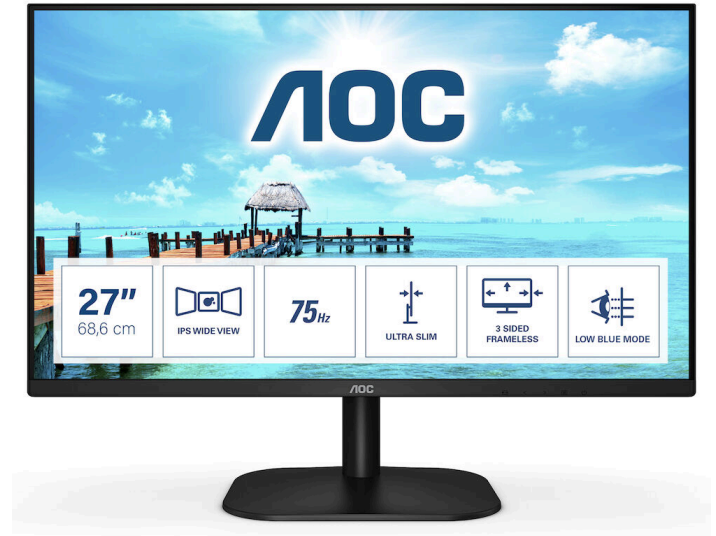 AOC
27"
68,6 cm
IPS WIDE VIEW
75Hz
ULTRA SLIM
3 SIDED
FRAMELESS
LOW BLUE MODE
AOC